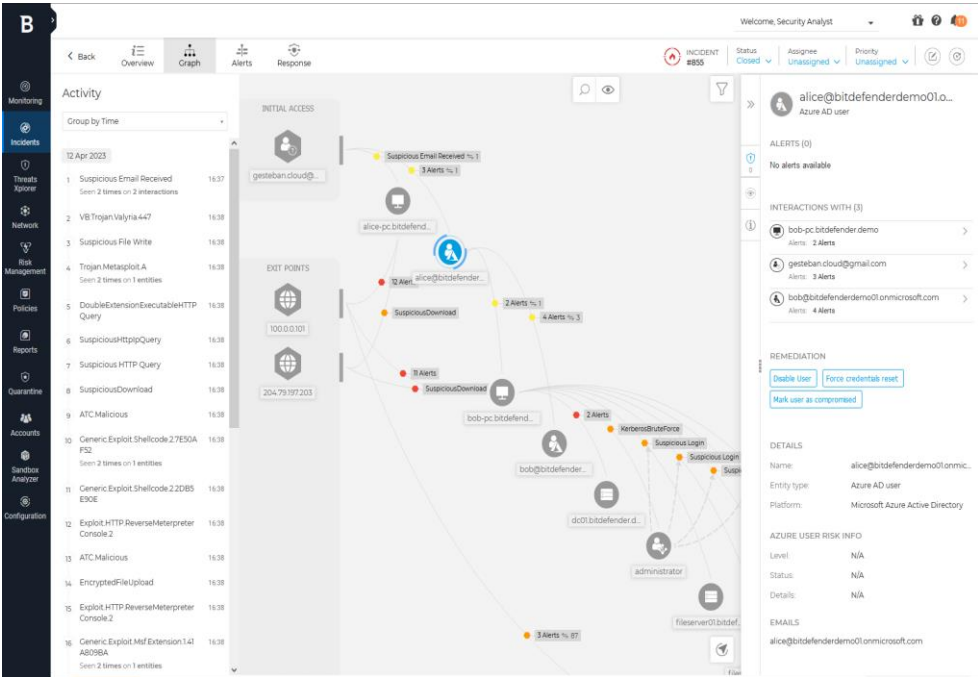 B
Welcome, Security Analyst
Back
Overview
Graph
Alerts
Response
INCIDENT
#855
Status
Closed
Assignee
Unassigned
Priority
Unassigned
Monitoring
Incidents
Threats
Xplorer
Network
Risk
Management
Policies
Reports
Quarantine
Accounts
Sandbox
Analyzer
Configuration
Activity
Group by Time
12 Apr 2023
1 Suspicious Email Received 16:37
Seen 2 times on 2 interactions
2 VB:Trojan.Valyria.447 16:38
3 Suspicious File Write 16:38
4 Trojan.Metasploit.A 16:38
Seen 2 times on 1 entities
5 DoubleExtensionExecutableHTTP 16:38
Query
6 SuspiciousHttpIpQuery 16:38
7 Suspicious HTTP Query 16:38
8 SuspiciousDownload 16:38
9 ATC.Malicious 16:38
10 Generic.Exploit.Shellcode.2.7E50A 16:38
F52
Seen 2 times on 1 entities
11 Generic.Exploit.Shellcode.2.2DB5 16:38
E90E
12 Exploit.HTTP.ReverseMeterpreter 16:38
Console.2
13 ATC.Malicious 16:38
14 EncryptedFileUpload 16:38
15 Exploit.HTTP.ReverseMeterpreter 16:38
Console.2
16 Generic.Exploit.Msf.Extension.1.41 16:38
A809BA
Seen 2 times on 1 entities
INITIAL ACCESS
gesteban.cloud@...
Suspicious Email Received 1
3 Alerts 1
alice-pc.bitdefend...
EXIT POINTS
12 Aler
alice@bitdefender...
SuspiciousDownload
2 Alerts 1
4 Alerts 3
100.0.0.101
204.79.197.203
11 Alerts
SuspiciousDownload
bob-pc.bitdefend...
2 Alerts
KerberosBruteForce
Suspicious Login
Suspicious Login
Suspi
bob@bitdefender...
dc01.bitdefender.d...
administrator
fileserver01.bitdef...
3 Alerts 87
alice@bitdefenderdemo01.o...
Azure AD user
ALERTS (0)
No alerts available
0
INTERACTIONS WITH (3)
bob-pc.bitdefender.demo
Alerts: 2 Alerts
gesteban.cloud@gmail.com
Alerts: 3 Alerts
bob@bitdefenderdemo01.onmicrosoft.com
Alerts: 4 Alerts
REMEDIATION
Disable User
Force credentials reset
Mark user as compromised
DETAILS
Name: alice@bitdefenderdemo01.onmic...
Entity type: Azure AD user
Platform: Microsoft Azure Active Directory
AZURE USER RISK INFO
Level: N/A
Status: N/A
Details: N/A
EMAILS
alice@bitdefenderdemo01.onmicrosoft.com